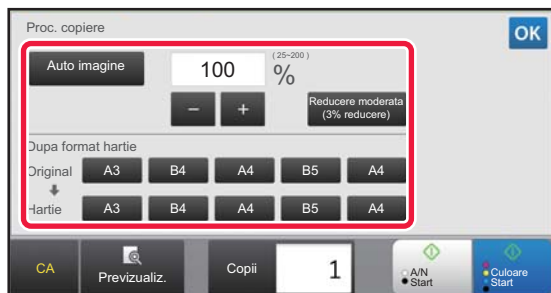 Proc. copiere
OK
Auto imagine
100
(25~200)
%
− +
Reducere moderata
(3% reducere)
Dupa format hartie
Original A3 B4 A4 B5 A4
Hartie A3 B4 A4 B5 A4
CA
Previzualiz.
Copii
1
A/N
Start
Culoare
Start